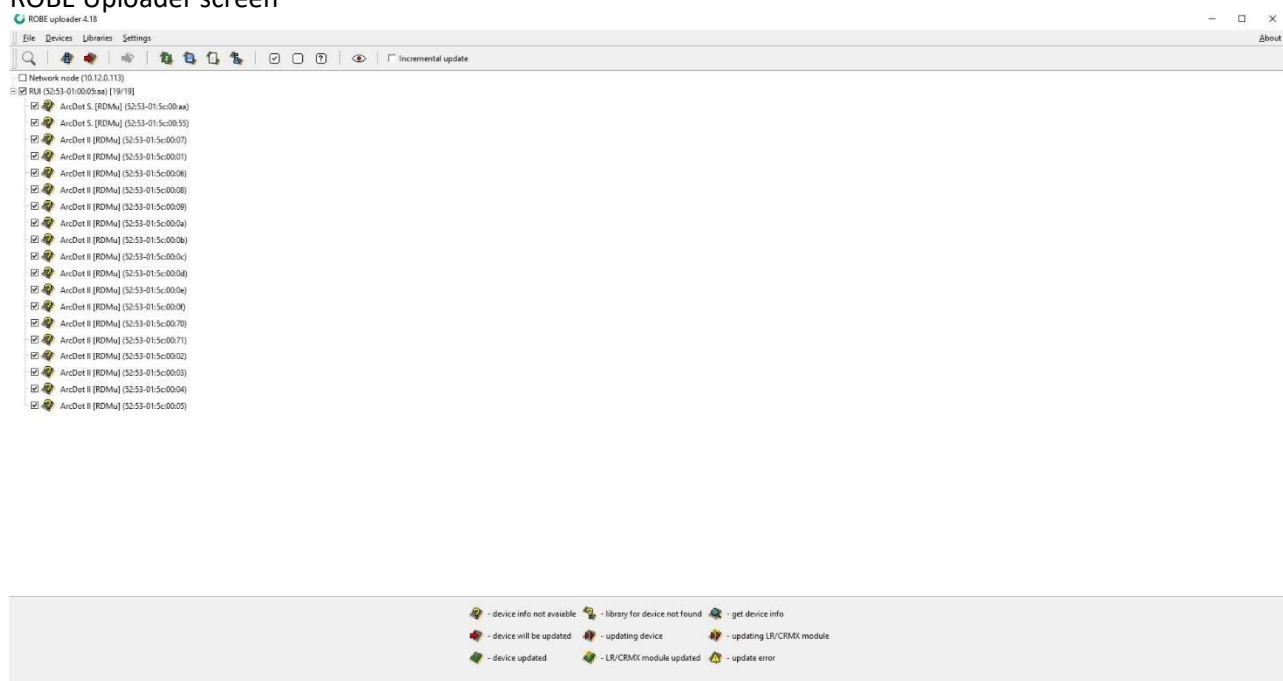 ROBE Uploader screen
ROBE uploader 4.18
File Devices Libraries Settings About
Incremental update
Network node (10.12.0.113)
RUI (52:53-01:00:05:aa) [19/19]
ArcDot S. [RDMu] (52:53-01:5c:00:aa)
ArcDot S. [RDMu] (52:53-01:5c:00:55)
ArcDot II [RDMu] (52:53-01:5c:00:07)
ArcDot II [RDMu] (52:53-01:5c:00:01)
ArcDot II [RDMu] (52:53-01:5c:00:06)
ArcDot II [RDMu] (52:53-01:5c:00:08)
ArcDot II [RDMu] (52:53-01:5c:00:09)
ArcDot II [RDMu] (52:53-01:5c:00:0a)
ArcDot II [RDMu] (52:53-01:5c:00:0b)
ArcDot II [RDMu] (52:53-01:5c:00:0c)
ArcDot II [RDMu] (52:53-01:5c:00:0d)
ArcDot II [RDMu] (52:53-01:5c:00:0e)
ArcDot II [RDMu] (52:53-01:5c:00:0f)
ArcDot II [RDMu] (52:53-01:5c:00:70)
ArcDot II [RDMu] (52:53-01:5c:00:71)
ArcDot II [RDMu] (52:53-01:5c:00:02)
ArcDot II [RDMu] (52:53-01:5c:00:03)
ArcDot II [RDMu] (52:53-01:5c:00:04)
ArcDot II [RDMu] (52:53-01:5c:00:05)
- device info not avaiable - library for device not found - get device info
- device will be updated - updating device - updating LR/CRMX module
- device updated - LR/CRMX module updated - update error